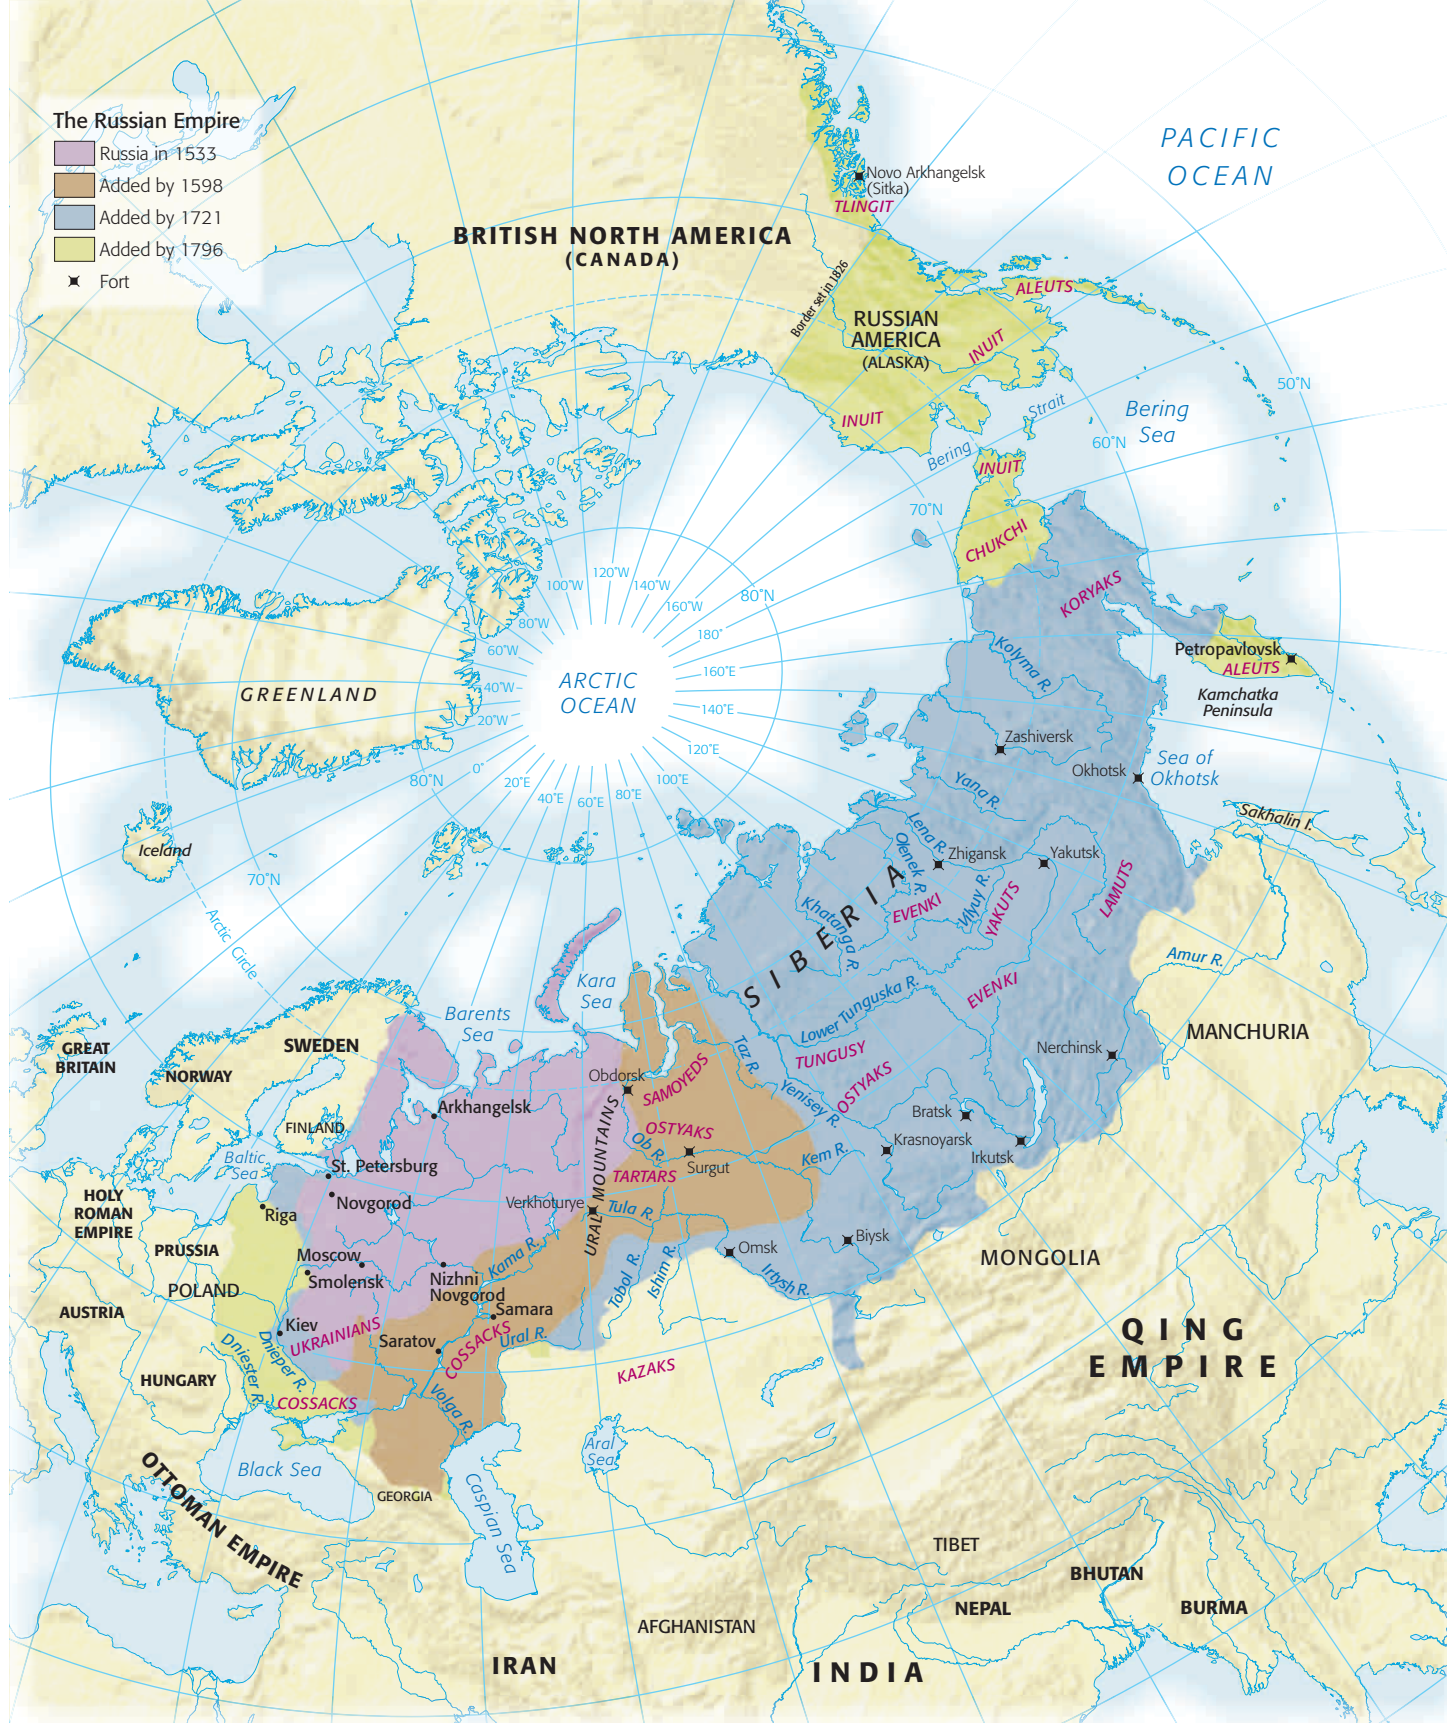 The Russian Empire
Russia in 1533
Added by 1598
Added by 1721
Added by 1796
Fort
PACIFIC
OCEAN
Novo Arkhangelsk
(Sitka)
TLINGIT
BRITISH NORTH AMERICA
(CANADA)
Border set in 1826
ALEUTS
RUSSIAN
AMERICA
(ALASKA)
INUIT
INUIT
50°N
Bering
Sea
Bering Strait
60°N
INUIT
70°N
CHUKCHI
KORYAKS
120°W
100°W
140°W
80°N
160°W
80°W
180°
60°W
160°E
40°W
140°E
20°W
120°E
0°
100°E
20°E
80°E
40°E
60°E
80°N
ARCTIC
OCEAN
GREENLAND
Petropavlovsk
ALEUTS
Kamchatka
Peninsula
Kolyma R.
Zashiversk
Okhotsk
Sea of
Okhotsk
Yana R.
Sakhalin I.
Iceland
70°N
Arctic Circle
Lena R.
Olenek R.
Zhigansk
Yakutsk
LAMUTS
EVENKI
Vilyuy R.
YAKUTS
Khatanga R.
SIBERIA
Amur R.
Kara
Sea
Barents
Sea
EVENKI
Lower Tunguska R.
MANCHURIA
GREAT
BRITAIN
SWEDEN
NORWAY
Taz R.
TUNGUSY
Nerchinsk
Obdorsk
SAMOYEDS
OSTYAKS
Yenisey R.
Arkhangelsk
Bratsk
FINLAND
OSTYAKS
Krasnoyarsk
Irkutsk
Ob R.
Kem R.
Baltic
Sea
St. Petersburg
Surgut
TARTARS
URAL MOUNTAINS
HOLY
ROMAN
EMPIRE
Novgorod
Verkhoturye
Tula R.
Riga
PRUSSIA
Moscow
Biysk
Omsk
MONGOLIA
Kama R.
Smolensk
POLAND
Nizhni
Novgorod
Tobol R.
Ishim R.
Irlysh R.
AUSTRIA
Samara
Kiev
UKRAINIANS
Saratov
COSSACKS
Ural R.
QING
EMPIRE
Dniester R.
Dnieper R.
HUNGARY
KAZAKS
COSSACKS
Volga R.
Aral
Sea
Black Sea
OTTOMAN EMPIRE
GEORGIA
Caspian Sea
TIBET
BHUTAN
NEPAL
BURMA
AFGHANISTAN
IRAN
INDIA